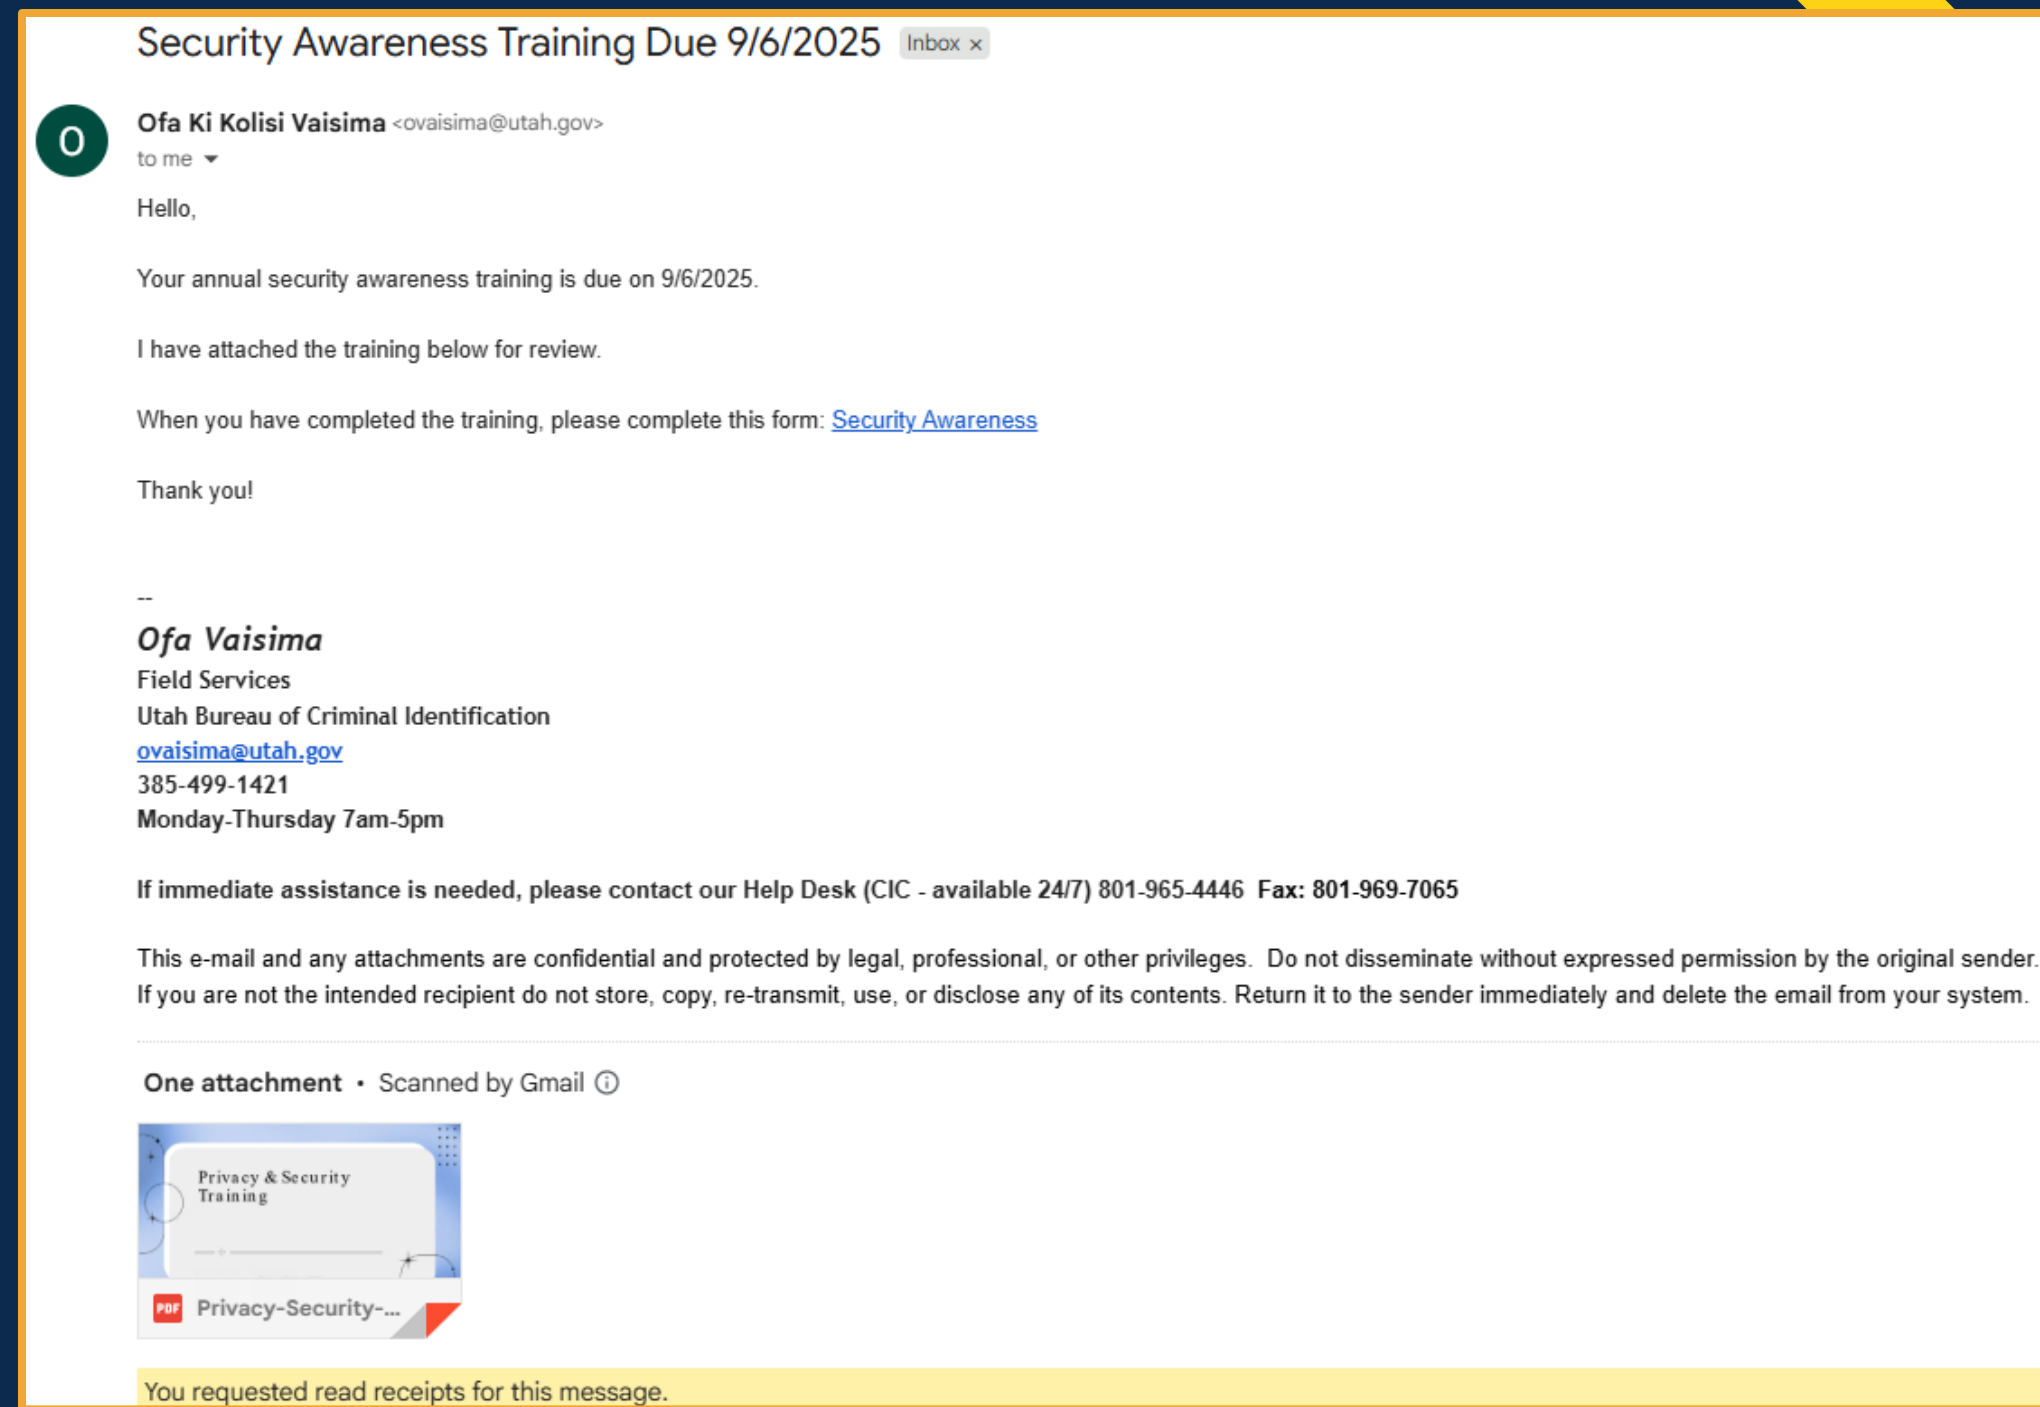 Security Awareness Training Due 9/6/2025 Inbox ×
O
Ofa Ki Kolisi Vaisima <ovaisima@utah.gov>
to me
Hello,
Your annual security awareness training is due on 9/6/2025.
I have attached the training below for review.
When you have completed the training, please complete this form: Security Awareness
Thank you!
--
Ofa Vaisima
Field Services
Utah Bureau of Criminal Identification
ovaisima@utah.gov
385-499-1421
Monday-Thursday 7am-5pm
If immediate assistance is needed, please contact our Help Desk (CIC - available 24/7) 801-965-4446 Fax: 801-969-7065
This e-mail and any attachments are confidential and protected by legal, professional, or other privileges. Do not disseminate without expressed permission by the original sender.
If you are not the intended recipient do not store, copy, re-transmit, use, or disclose any of its contents. Return it to the sender immediately and delete the email from your system.
One attachment • Scanned by Gmail
Privacy & Security
Training
PDF Privacy-Security-...
You requested read receipts for this message.